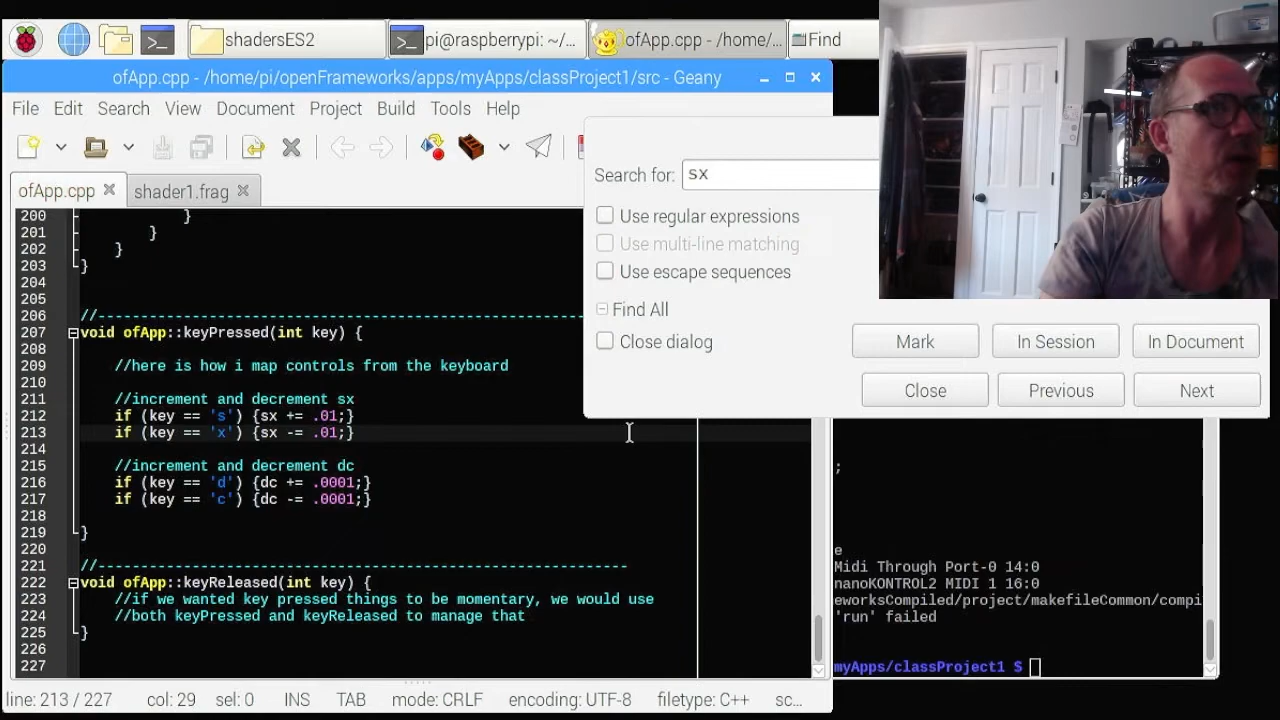 shadersES2
pi@raspberrypi: ~/...
ofApp.cpp - /home/...
Find
ofApp.cpp - /home/pi/openFrameworks/apps/myApps/classProject1/src - Geany
File Edit Search View Document Project Build Tools Help
ofApp.cpp
shader1.frag
200 }
201 }
202 }
203 }
204
205
206 //----------------------------------------------------------
207 void ofApp::keyPressed(int key) {
208
209 //here is how i map controls from the keyboard
210
211 //increment and decrement sx
212 if (key == 's') {sx += .01;}
213 if (key == 'x') {sx -= .01;}
214
215 //increment and decrement dc
216 if (key == 'd') {dc += .0001;}
217 if (key == 'c') {dc -= .0001;}
218
219 }
220
221 //--------------------------------------------------------------
222 void ofApp::keyReleased(int key) {
223 //if we wanted key pressed things to be momentary, we would use
224 //both keyPressed and keyReleased to manage that
225 }
226
227
line: 213 / 227 col: 29 sel: 0 INS TAB mode: CRLF encoding: UTF-8 filetype: C++ sc...
Search for: sx
Use regular expressions
Use multi-line matching
Use escape sequences
Find All
Close dialog
Mark In Session In Document
Close Previous Next
;
e
Midi Through Port-0 14:0
nanoKONTROL2 MIDI 1 16:0
eworksCompiled/project/makefileCommon/compi
'run' failed
myApps/classProject1 $